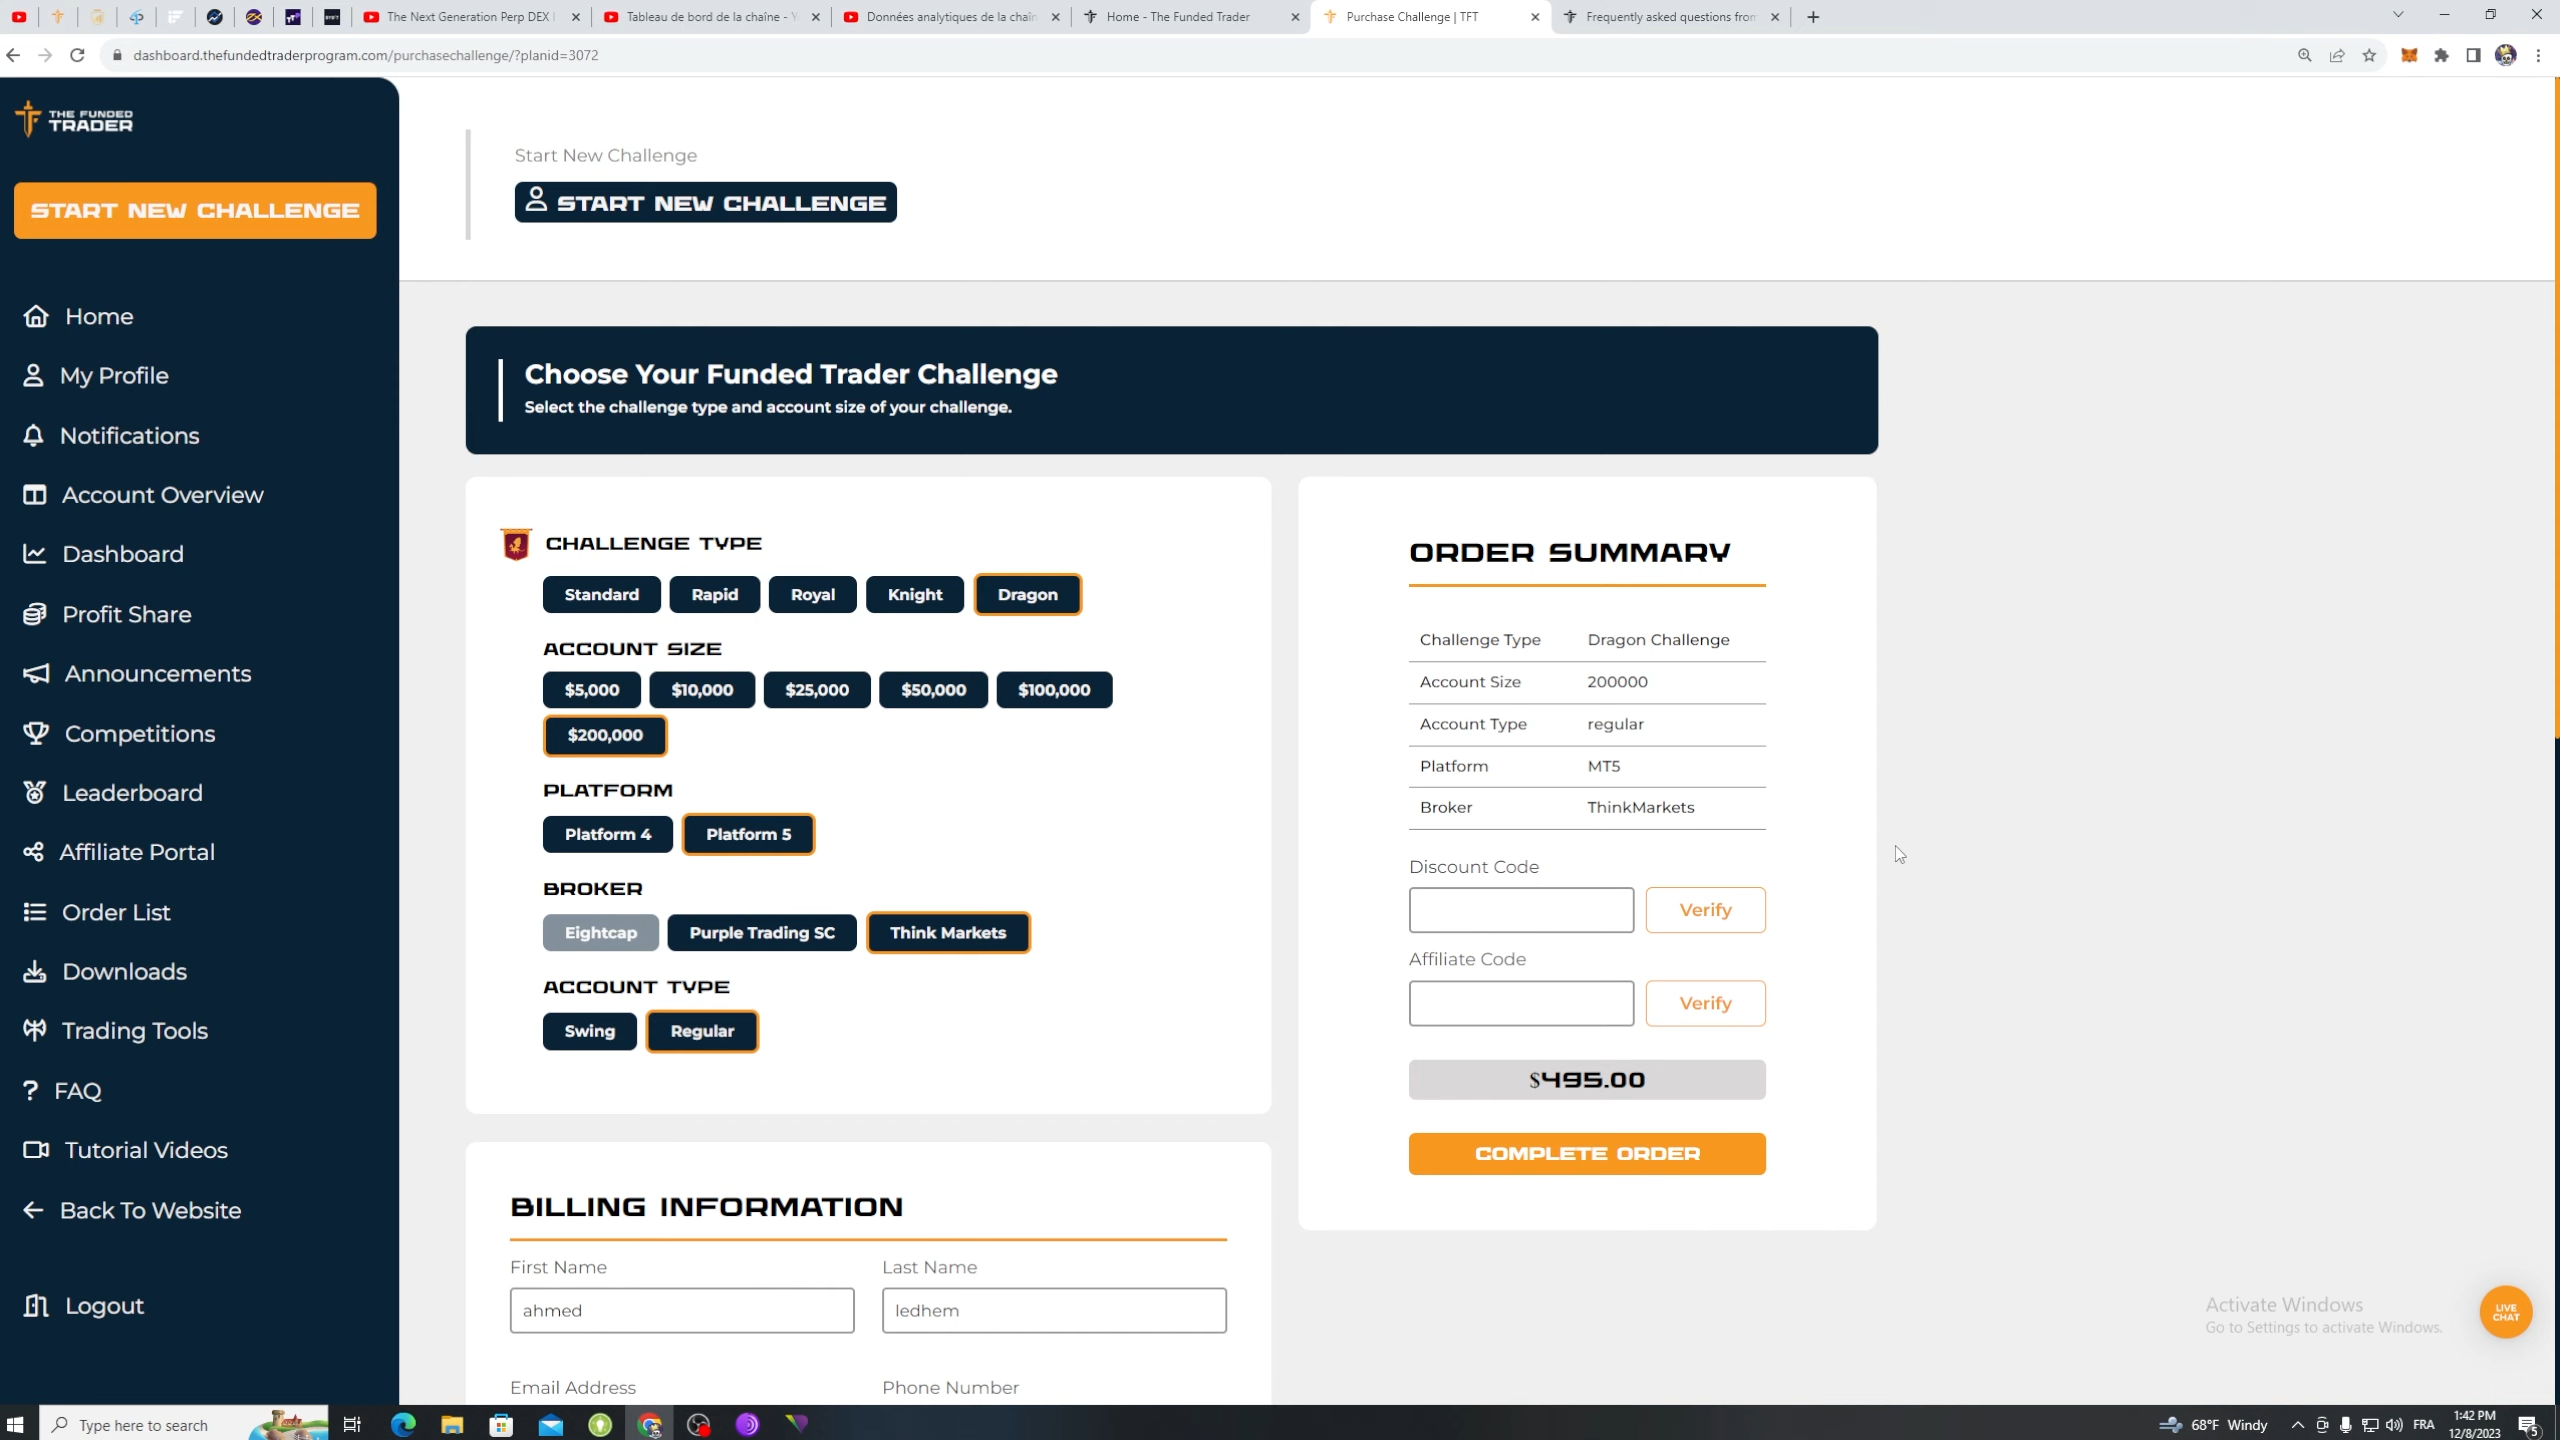 The Next Generation Perp DEX
Tableau de bord de la chaîne - Y
Données analytiques de la chaîn
Home - The Funded Trader
Purchase Challenge | TFT
Frequently asked questions from
dashboard.thefundedtraderprogram.com/purchasechallenge/?planid=3072
THE FUNDED
TRADER
START NEW CHALLENGE
Home
My Profile
Notifications
Account Overview
Dashboard
Profit Share
Announcements
Competitions
Leaderboard
Affiliate Portal
Order List
Downloads
Trading Tools
? FAQ
Tutorial Videos
Back To Website
Logout
Start New Challenge
START NEW CHALLENGE
Choose Your Funded Trader Challenge
Select the challenge type and account size of your challenge.
CHALLENGE TYPE
Standard Rapid Royal Knight Dragon
ACCOUNT SIZE
$5,000 $10,000 $25,000 $50,000 $100,000
$200,000
PLATFORM
Platform 4 Platform 5
BROKER
Eightcap Purple Trading SC Think Markets
ACCOUNT TYPE
Swing Regular
ORDER SUMMARY
Challenge Type Dragon Challenge
Account Size 200000
Account Type regular
Platform MT5
Broker ThinkMarkets
Discount Code
Verify
Affiliate Code
Verify
$495.00
COMPLETE ORDER
BILLING INFORMATION
First Name Last Name
ahmed ledhem
Email Address Phone Number
Activate Windows
Go to Settings to activate Windows.
LIVE
CHAT
Type here to search
68°F Windy
FRA
1:42 PM
12/8/2023
5